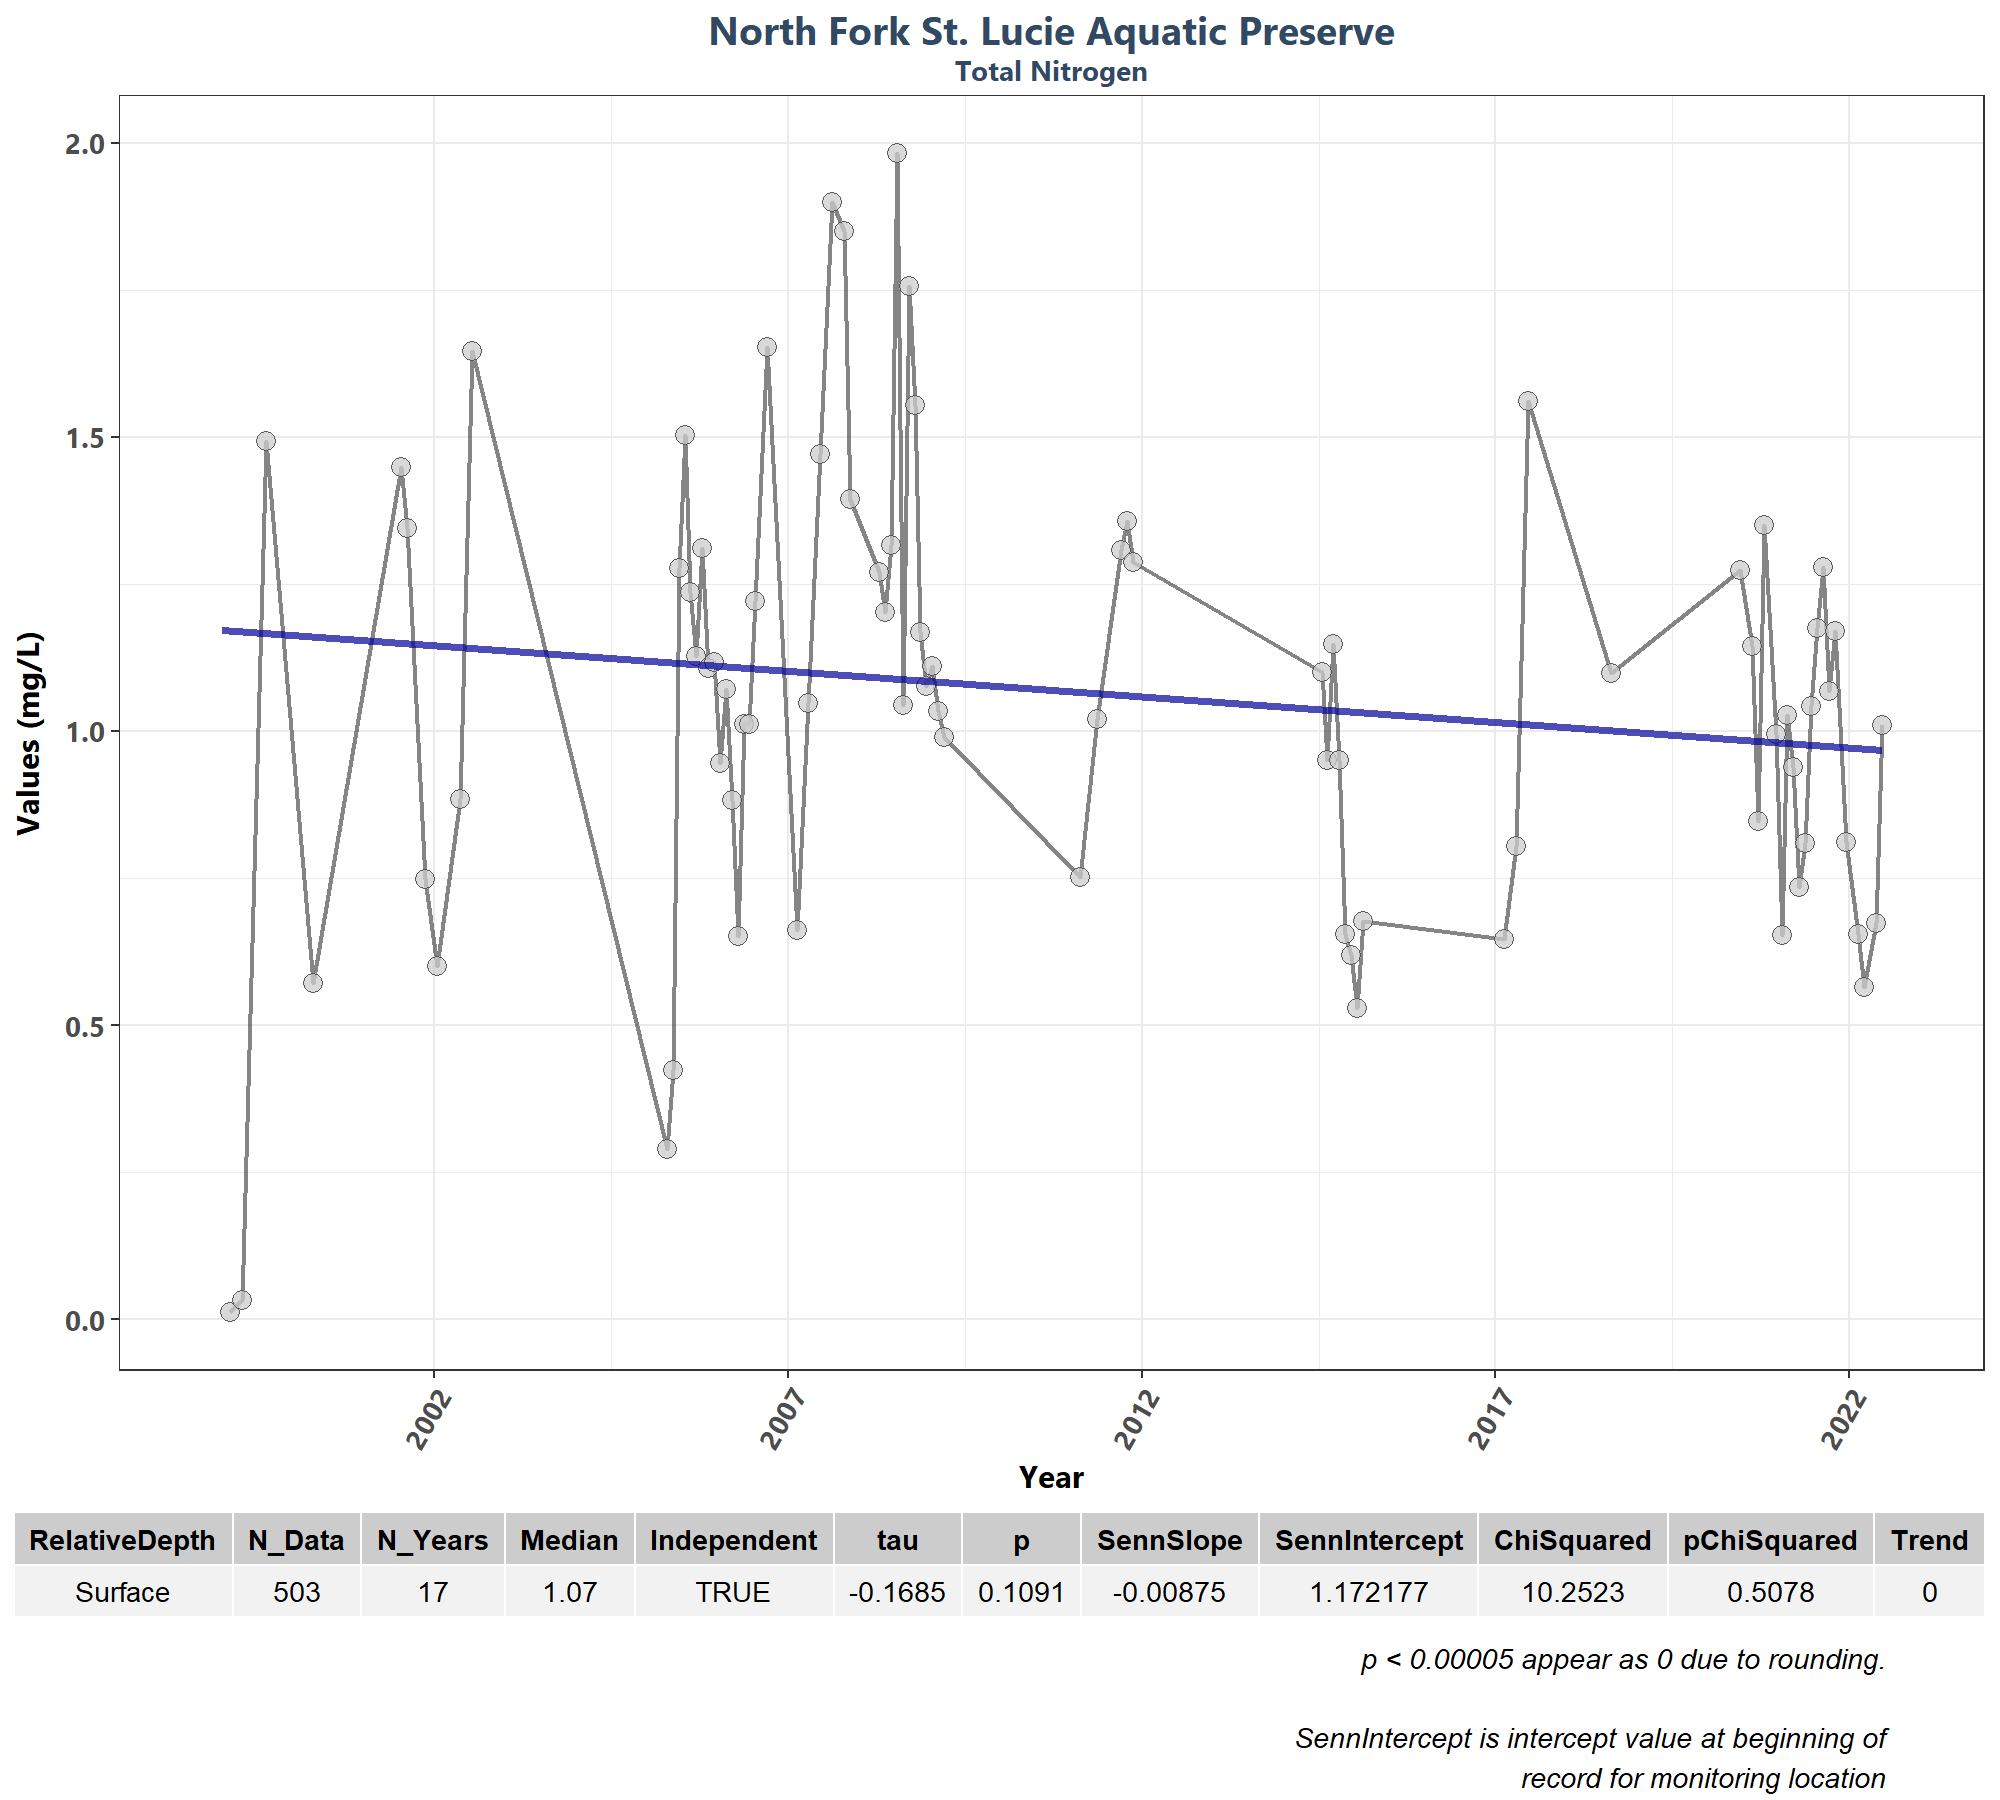 North Fork St. Lucie Aquatic Preserve
Total Nitrogen
Values (mg/L)
2.0
1.5
1.0
0.5
0.0
2002 2007 2012 2017 2022
Year
RelativeDepth N_Data N_Years Median Independent tau p SennSlope SennIntercept ChiSquared pChiSquared Trend
Surface 503 17 1.07 TRUE -0.1685 0.1091 -0.00875 1.172177 10.2523 0.5078 0
p < 0.00005 appear as 0 due to rounding.
SennIntercept is intercept value at beginning of
record for monitoring location